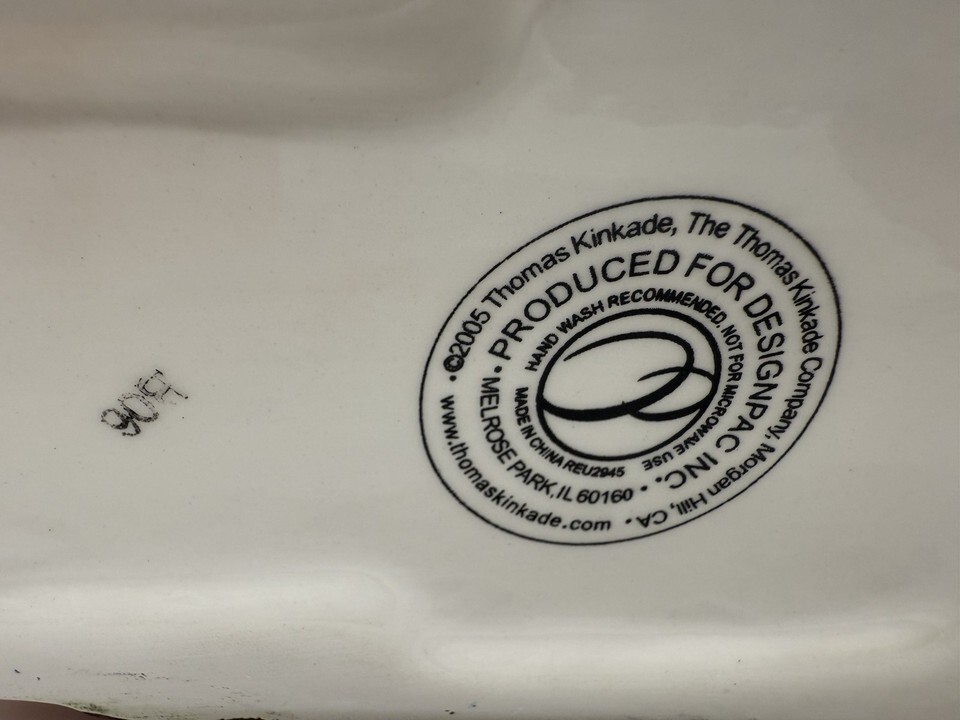 • ©2005 Thomas Kinkade, The Thomas Kinkade Company, Morgan Hill, CA. •
www.thomaskinkade.com
• PRODUCED FOR DESIGNPAC INC. •
MELROSE PARK, IL 60160
HAND WASH RECOMMENDED. NOT FOR MICROWAVE USE
MADE IN CHINA REU2945